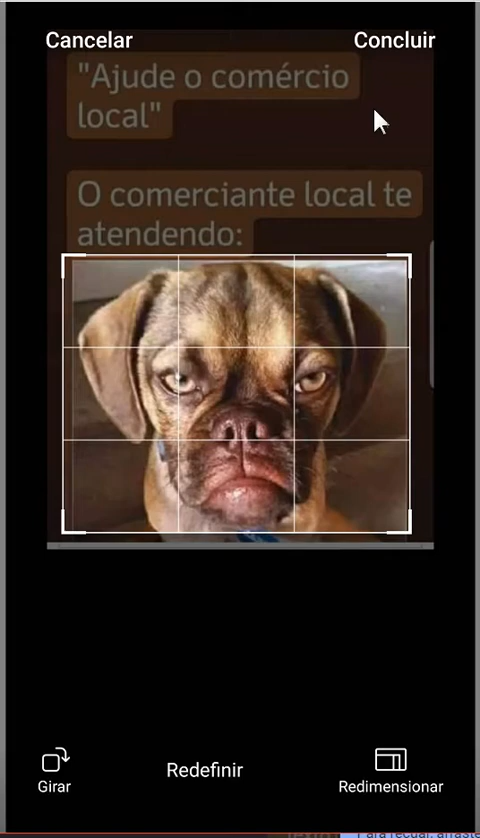 Cancelar
Concluir
"Ajude o comércio
local"
O comerciante local te
atendendo:
Girar
Redefinir
Redimensionar